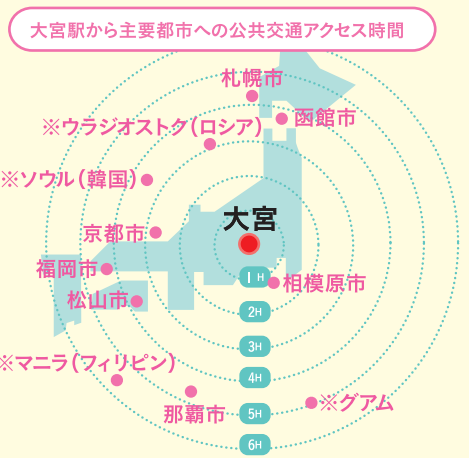 大宮駅から主要都市への公共交通アクセス時間
札幌市
函館市
※ウラジオストク（ロシア）
※ソウル（韓国）
京都市
大宮
福岡市
1H
相模原市
松山市
2H
3H
※マニラ（フィリピン）
4H
※グアム
那覇市
5H
6H